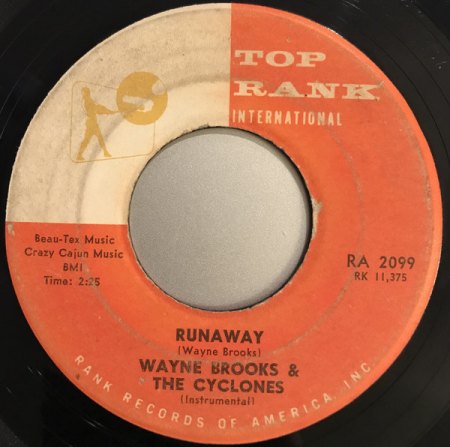 TOP
RANK
INTERNATIONAL
Beau-Tex Music
Crazy Cajun Music
BMI
Time: 2:25
RA 2099
RK 11,375
RUNAWAY
(Wayne Brooks)
WAYNE BROOKS &
THE CYCLONES
(Instrumental)
RANK RECORDS OF AMERICA, INC.